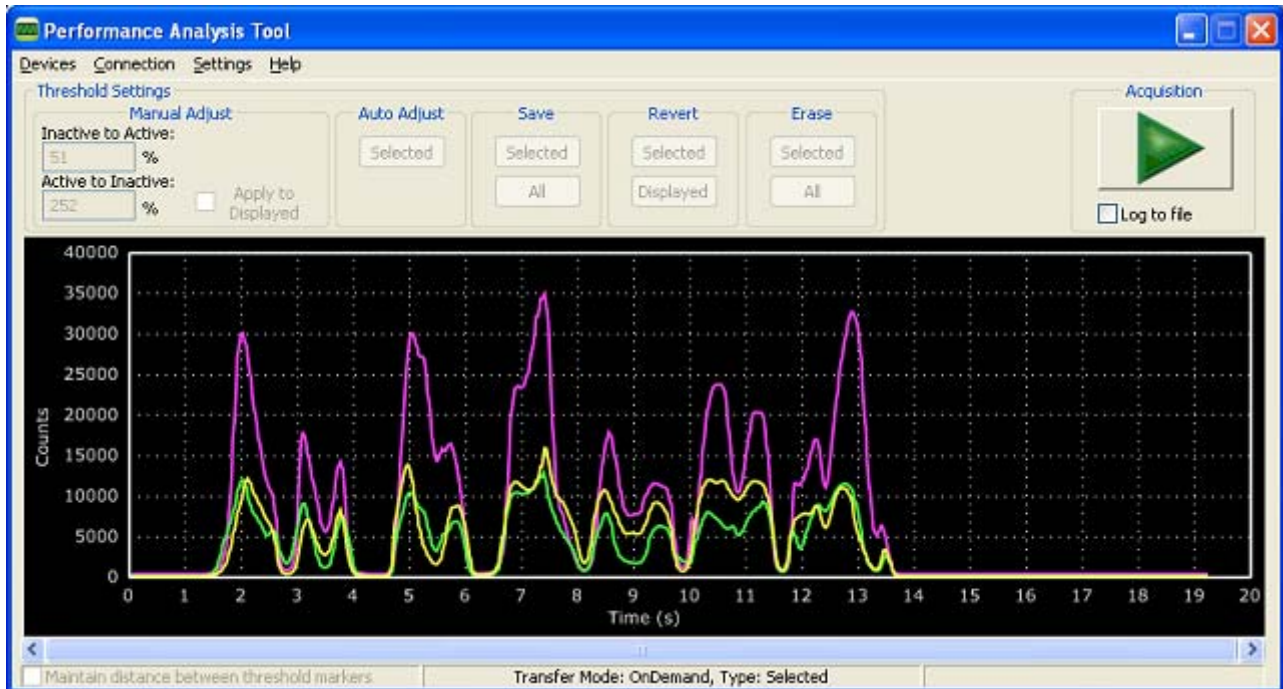 Performance Analysis Tool
Devices Connection Settings Help
Threshold Settings
Manual Adjust
Inactive to Active:
51 %
Active to Inactive:
252 %
Apply to
Displayed
Auto Adjust
Selected
Save
Selected
All
Revert
Selected
Displayed
Erase
Selected
All
Acquisition
Log to file
Counts
40000
35000
30000
25000
20000
15000
10000
5000
0
0 1 2 3 4 5 6 7 8 9 10 11 12 13 14 15 16 17 18 19 20
Time (s)
Maintain distance between threshold markers
Transfer Mode: OnDemand, Type: Selected